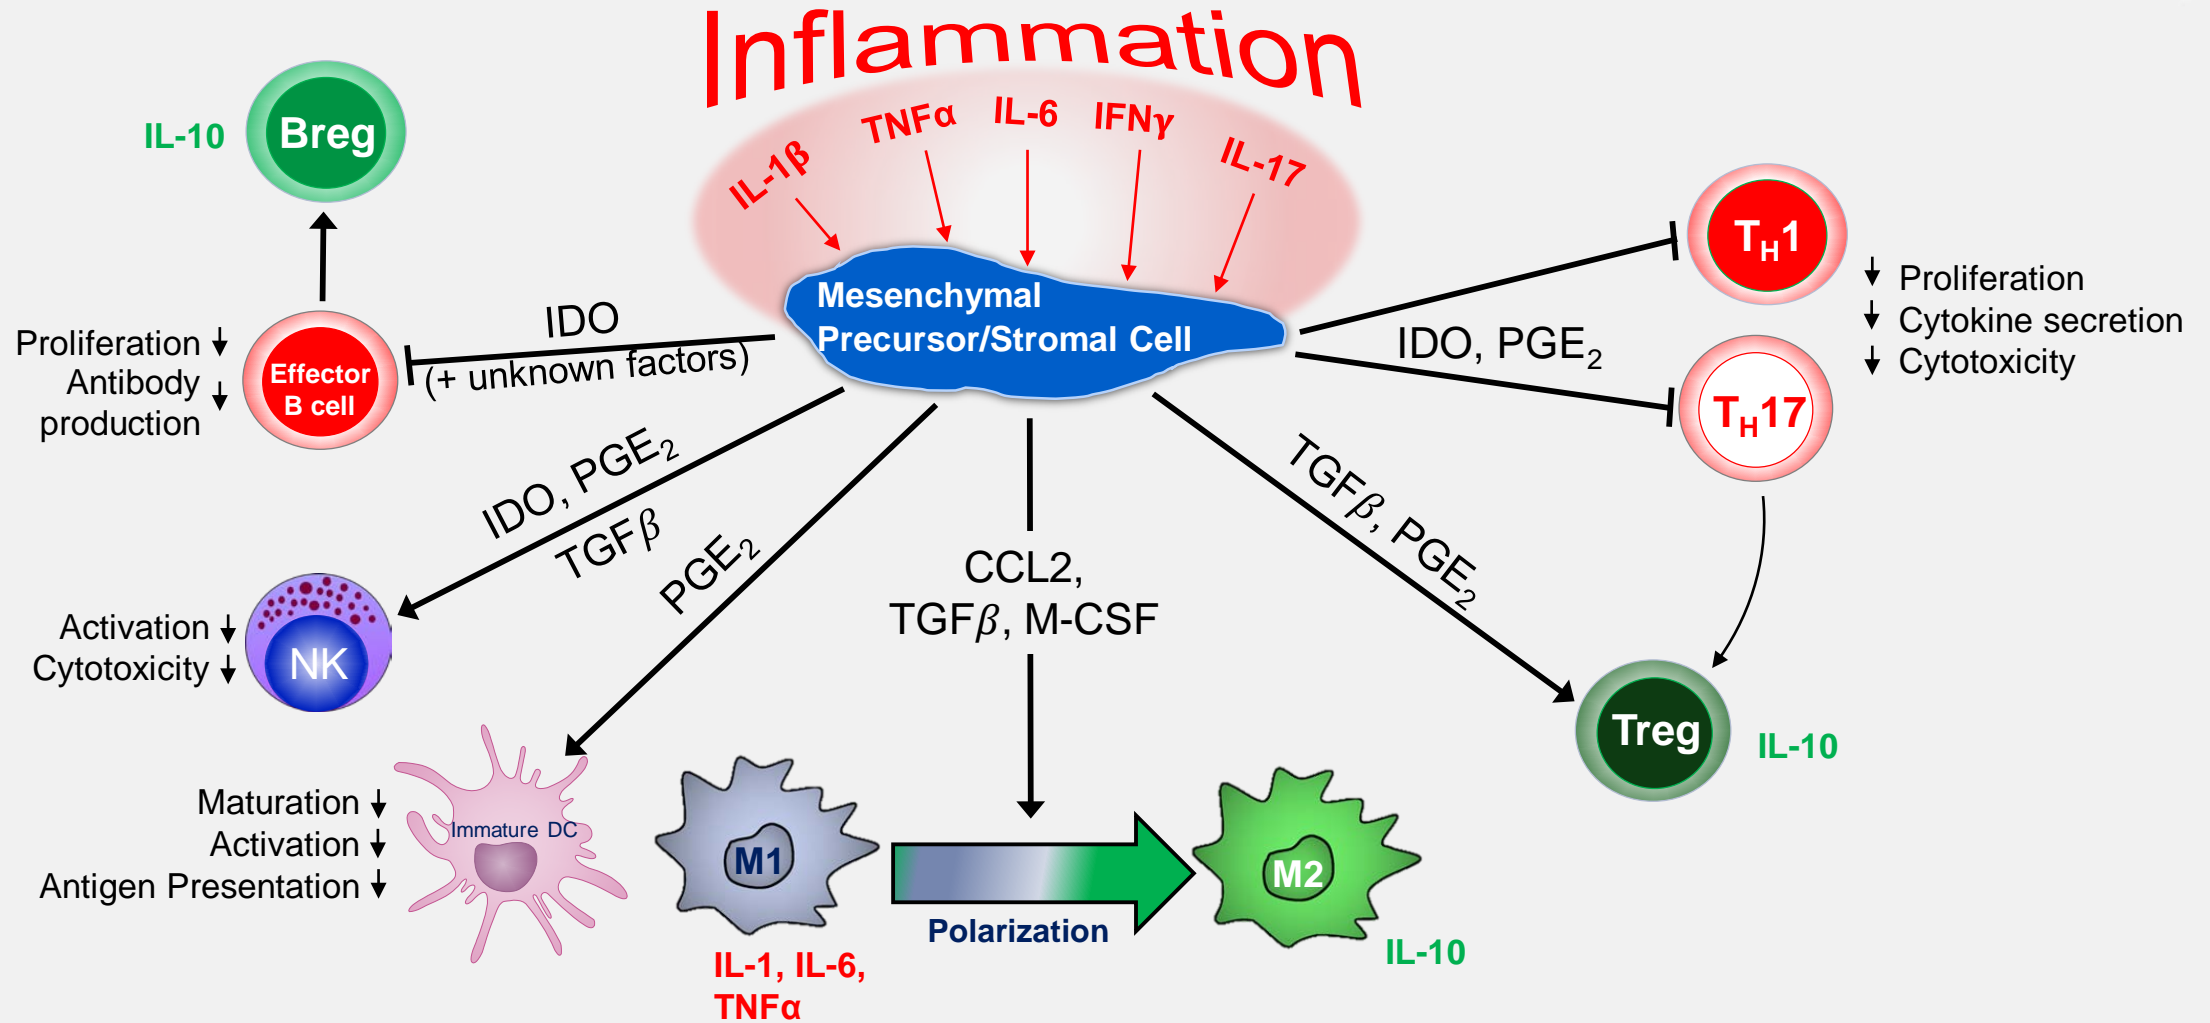 Inflammation
IL-1β
TNFα
IL-6
IFNγ
IL-17
Mesenchymal
Precursor/Stromal Cell
IL-10
Breg
Proliferation ↓
Antibody ↓
production
Effector
B cell
IDO
(+ unknown factors)
IDO, PGE₂
TGFβ
Activation ↓
Cytotoxicity ↓
NK
PGE₂
Maturation ↓
Activation ↓
Antigen Presentation ↓
Immature DC
CCL2,
TGFβ, M-CSF
M1
IL-1, IL-6,
TNFα
Polarization
M2
IL-10
TGFβ, PGE₂
Treg
IL-10
IDO, PGE₂
T_H1
T_H17
↓ Proliferation
↓ Cytokine secretion
↓ Cytotoxicity